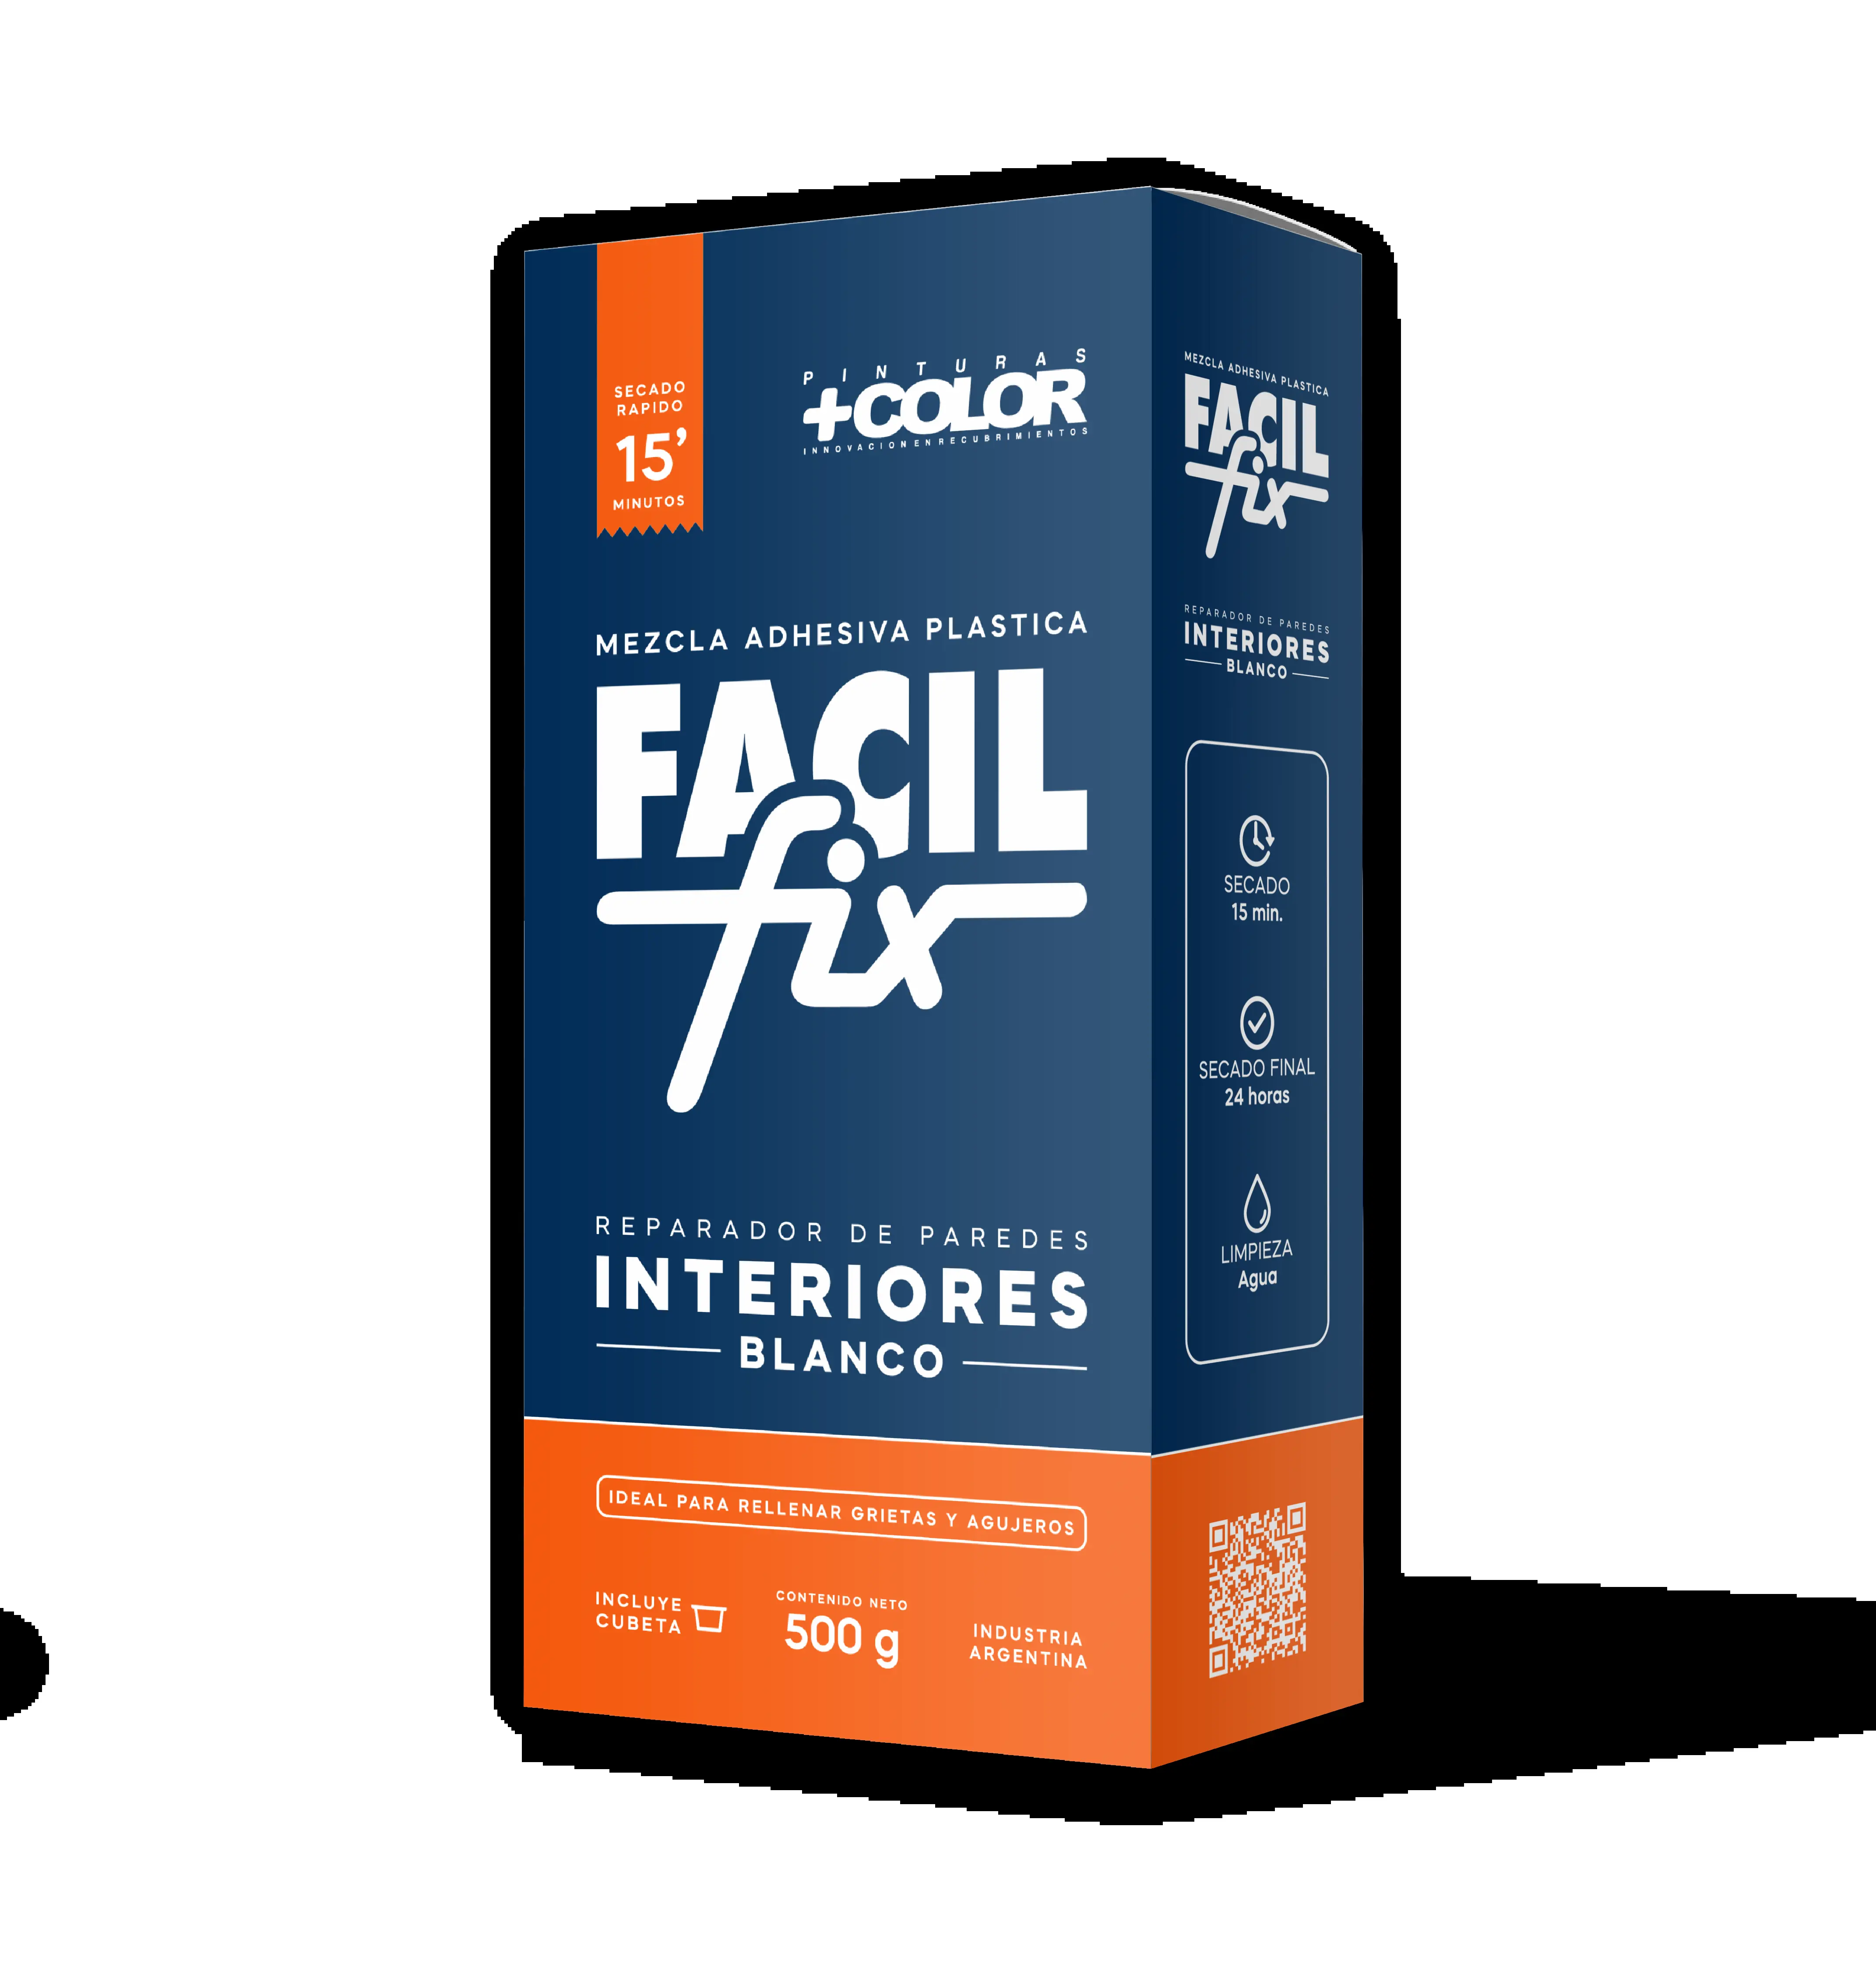 SECADO
RAPIDO
15’
MINUTOS
PINTURAS
+COLOR
INNOVACION EN RECUBRIMIENTOS
MEZCLA ADHESIVA PLASTICA
FACIL
fix
REPARADOR DE PAREDES
INTERIORES
BLANCO
IDEAL PARA RELLENAR GRIETAS Y AGUJEROS
INCLUYE
CUBETA
CONTENIDO NETO
500 g
INDUSTRIA
ARGENTINA
MEZCLA ADHESIVA PLASTICA
FACIL
fix
REPARADOR DE PAREDES
INTERIORES
BLANCO
SECADO
15 min.
SECADO FINAL
24 horas
LIMPIEZA
Agua